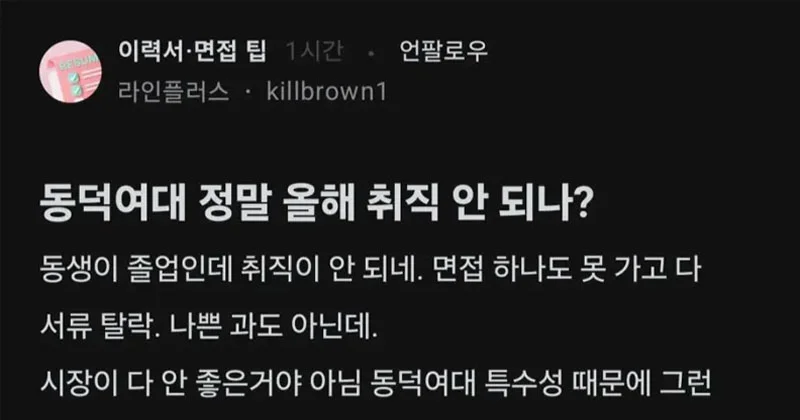 이력서·면접 팁 1시간 · 언팔로우
라인플러스 · killbrown1
RESUM
동덕여대 정말 올해 취직 안 되나?
동생이 졸업인데 취직이 안 되네. 면접 하나도 못 가고 다
서류 탈락. 나쁜 과도 아닌데.
시장이 다 안 좋은거야 아님 동덕여대 특수성 때문에 그런